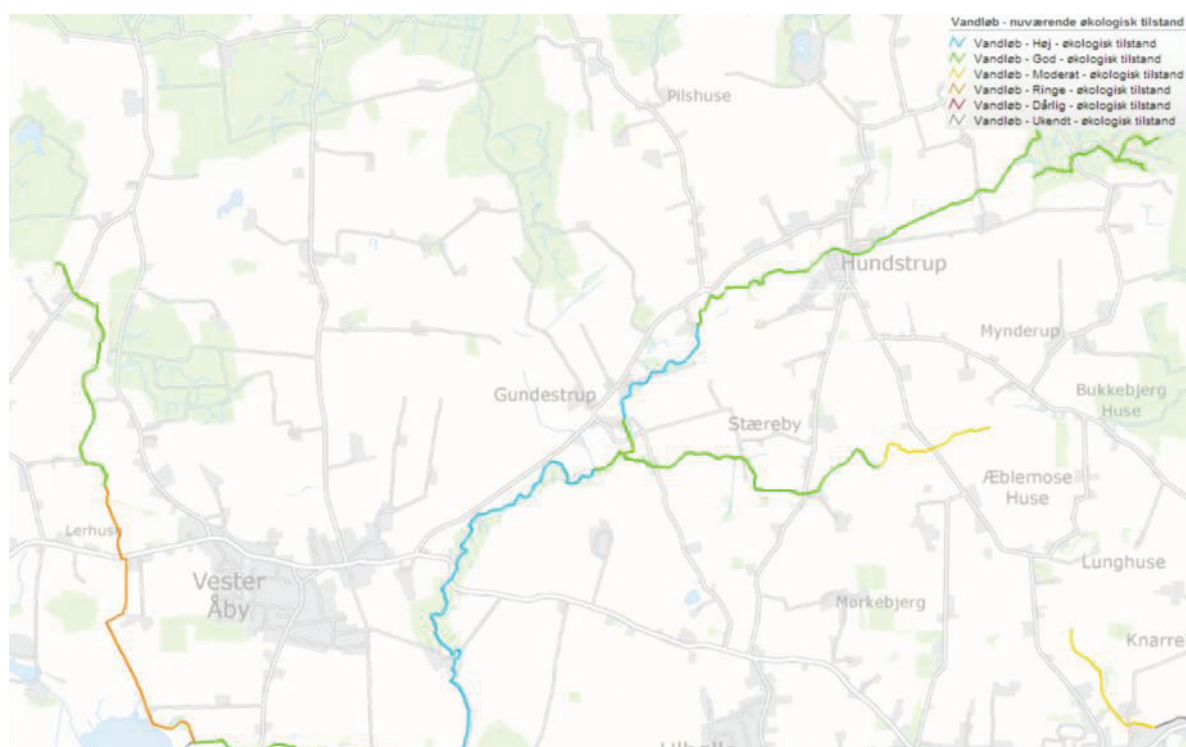 Vandløb - nuværende økologisk tilstand
Vandløb - Høj - økologisk tilstand
Vandløb - God - økologisk tilstand
Vandløb - Moderat - økologisk tilstand
Vandløb - Ringe - økologisk tilstand
Vandløb - Dårlig - økologisk tilstand
Vandløb - Ukendt - økologisk tilstand
Pilshuse
Hundstrup
Mynderup
Gundestrup
Bukkebjerg
Huse
Stæreby
Æblemose
Huse
Lerhuse
Lunghuse
Vester
Åby
Mørkebjerg